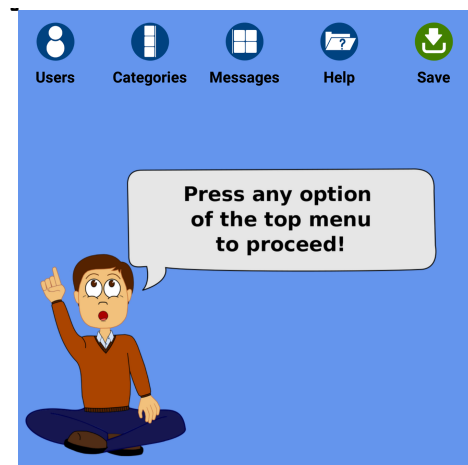 Users Categories Messages Help Save
Press any option
of the top menu
to proceed!